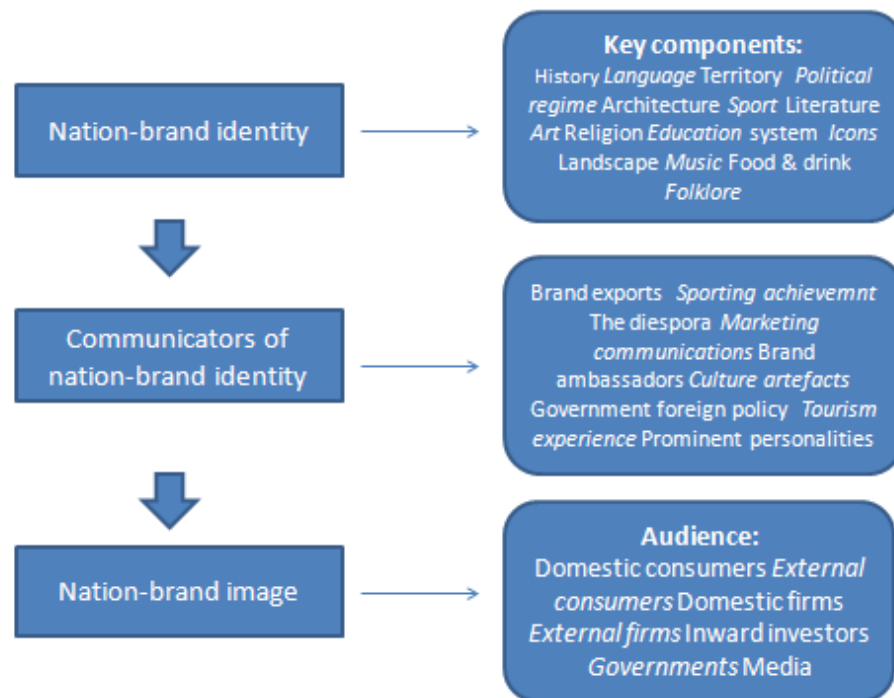 Nation-brand identity
Key components:
History Language Territory Political
regime Architecture Sport Literature
Art Religion Education system Icons
Landscape Music Food & drink
Folklore
Communicators of
nation-brand identity
Brand exports Sporting achievemnt
The diaspora Marketing
communications Brand
ambassadors Culture artefacts
Government foreign policy Tourism
experience Prominent personalities
Nation-brand image
Audience:
Domestic consumers External
consumers Domestic firms
External firms Inward investors
Governments Media